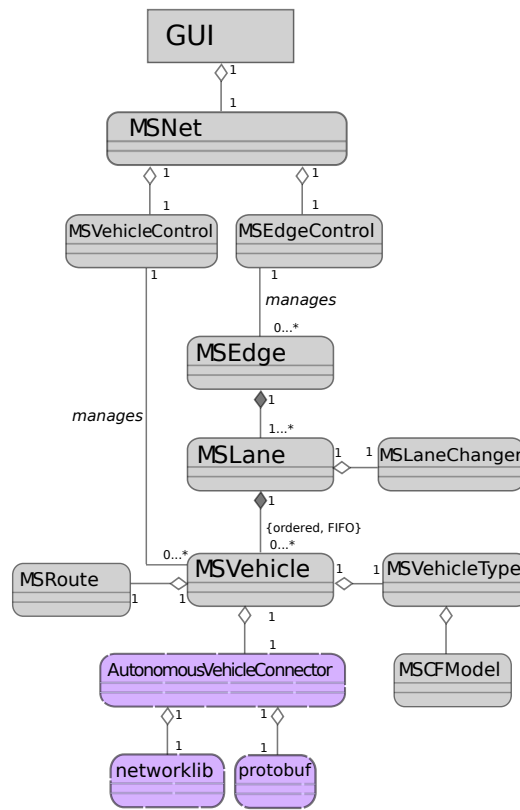 GUI
1
1
MSNet
1
1
1
1
MSVehicleControl
MSEdgeControl
1
1
manages
0...*
MSEdge
1
manages
1...*
MSLane
1
1
MSLaneChanger
1
{ordered, FIFO}
0...*
0...*
MSVehicle
1
1
MSVehicleType
MSRoute
1
1
1
1
MSCFModel
AutonomousVehicleConnector
1
1
1
1
networklib
protobuf